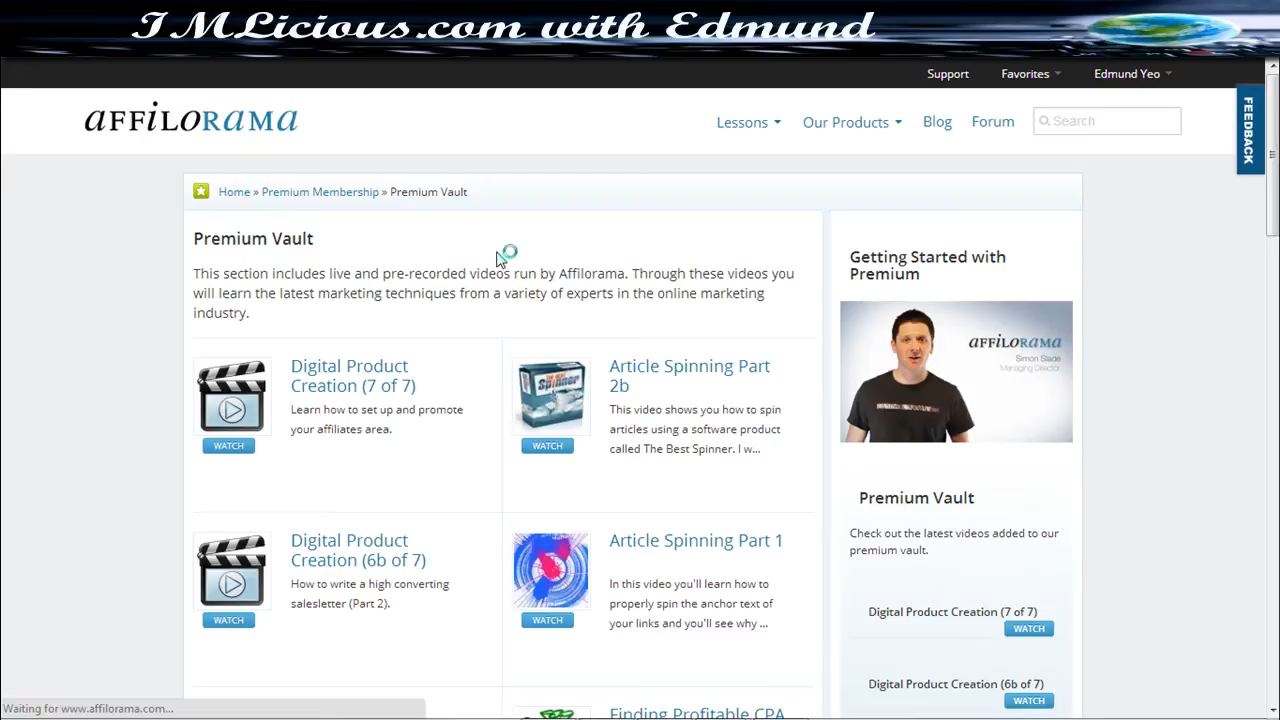 IMLicious.com with Edmund
Support
Favorites
Edmund Yeo
AFFILORAMA
Lessons
Our Products
Blog
Forum
Search
FEEDBACK
Home » Premium Membership » Premium Vault
Premium Vault
This section includes live and pre-recorded videos run by Affilorama. Through these videos you
will learn the latest marketing techniques from a variety of experts in the online marketing
industry.
Digital Product
Creation (7 of 7)
Learn how to set up and promote
your affiliates area.
WATCH
Article Spinning Part
2b
This video shows you how to spin
articles using a software product
called The Best Spinner. I w...
Spinner
WATCH
Digital Product
Creation (6b of 7)
How to write a high converting
salesletter (Part 2).
WATCH
Article Spinning Part 1
In this video you'll learn how to
properly spin the anchor text of
your links and you'll see why ...
WATCH
Finding Profitable CPA
Getting Started with
Premium
AFFILORAMA
Simon Slade
Managing Director
Premium Vault
Check out the latest videos added to our
premium vault.
Digital Product Creation (7 of 7)
WATCH
Digital Product Creation (6b of 7)
WATCH
Waiting for www.affilorama.com...